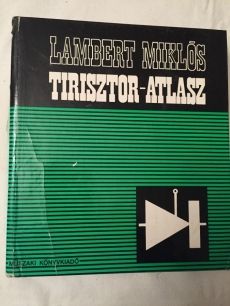 LAMBERT MIKLÓS
TIRISZTOR-ATLASZ
MŰSZAKI KÖNYVKIADÓ